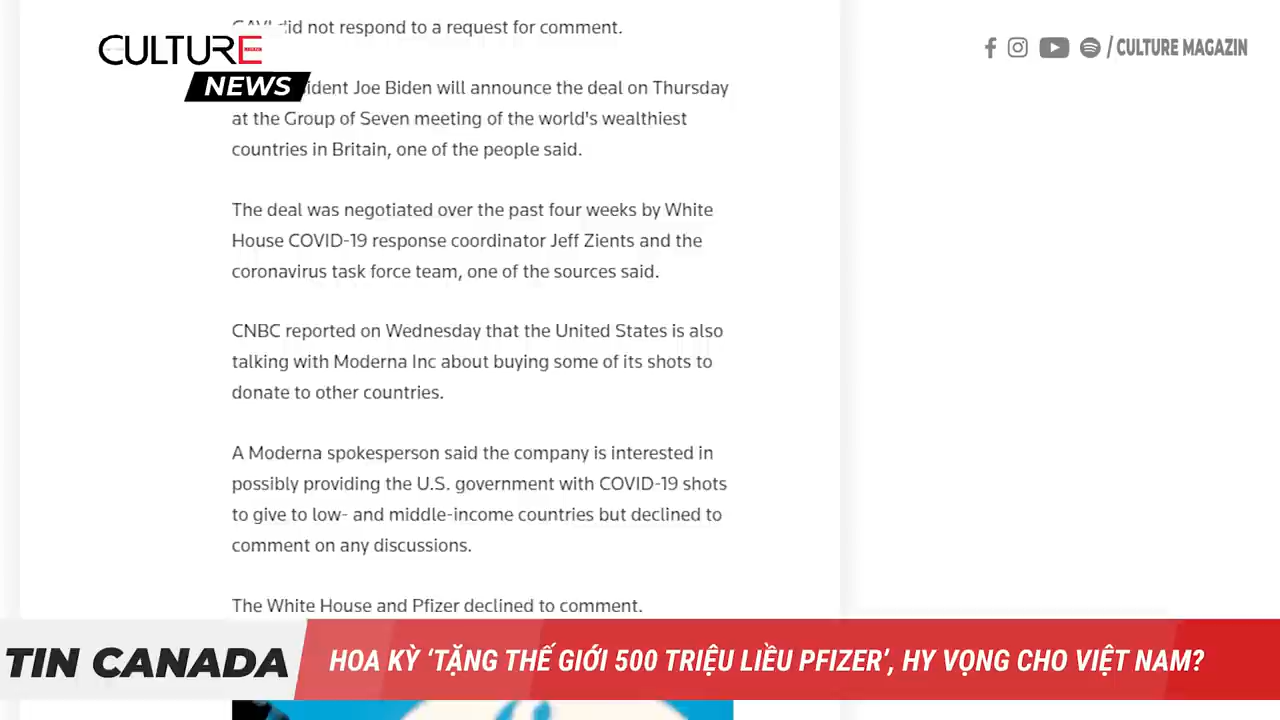 GAVI did not respond to a request for comment.
CULTURE
NEWS
/ CULTURE MAGAZIN
ident Joe Biden will announce the deal on Thursday
at the Group of Seven meeting of the world's wealthiest
countries in Britain, one of the people said.
The deal was negotiated over the past four weeks by White
House COVID-19 response coordinator Jeff Zients and the
coronavirus task force team, one of the sources said.
CNBC reported on Wednesday that the United States is also
talking with Moderna Inc about buying some of its shots to
donate to other countries.
A Moderna spokesperson said the company is interested in
possibly providing the U.S. government with COVID-19 shots
to give to low- and middle-income countries but declined to
comment on any discussions.
The White House and Pfizer declined to comment.
TIN CANADA
HOA KỲ ‘TẶNG THẾ GIỚI 500 TRIỆU LIỀU PFIZER’, HY VỌNG CHO VIỆT NAM?